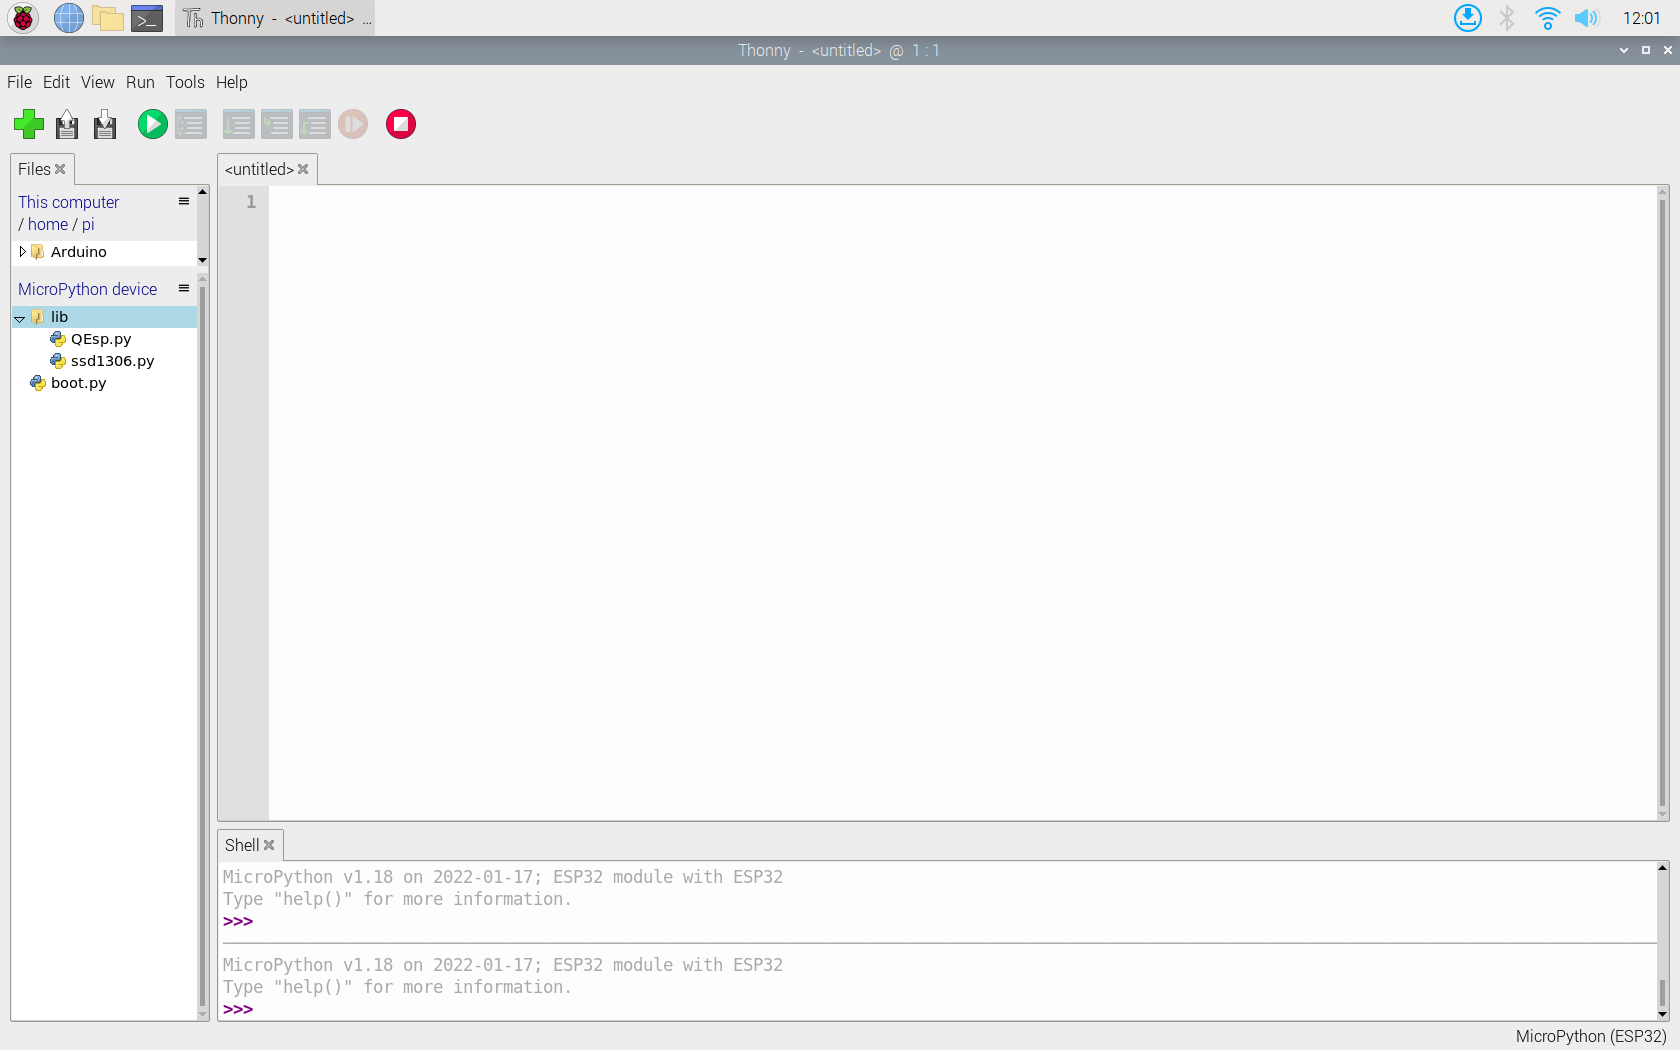 Thonny - <untitled> ...
12:01
Thonny - <untitled> @ 1 : 1
File Edit View Run Tools Help
Files
<untitled>
This computer
/ home / pi
Arduino
MicroPython device
lib
QEsp.py
ssd1306.py
boot.py
1
Shell
MicroPython v1.18 on 2022-01-17; ESP32 module with ESP32
Type "help()" for more information.
>>>
MicroPython v1.18 on 2022-01-17; ESP32 module with ESP32
Type "help()" for more information.
>>>
MicroPython (ESP32)